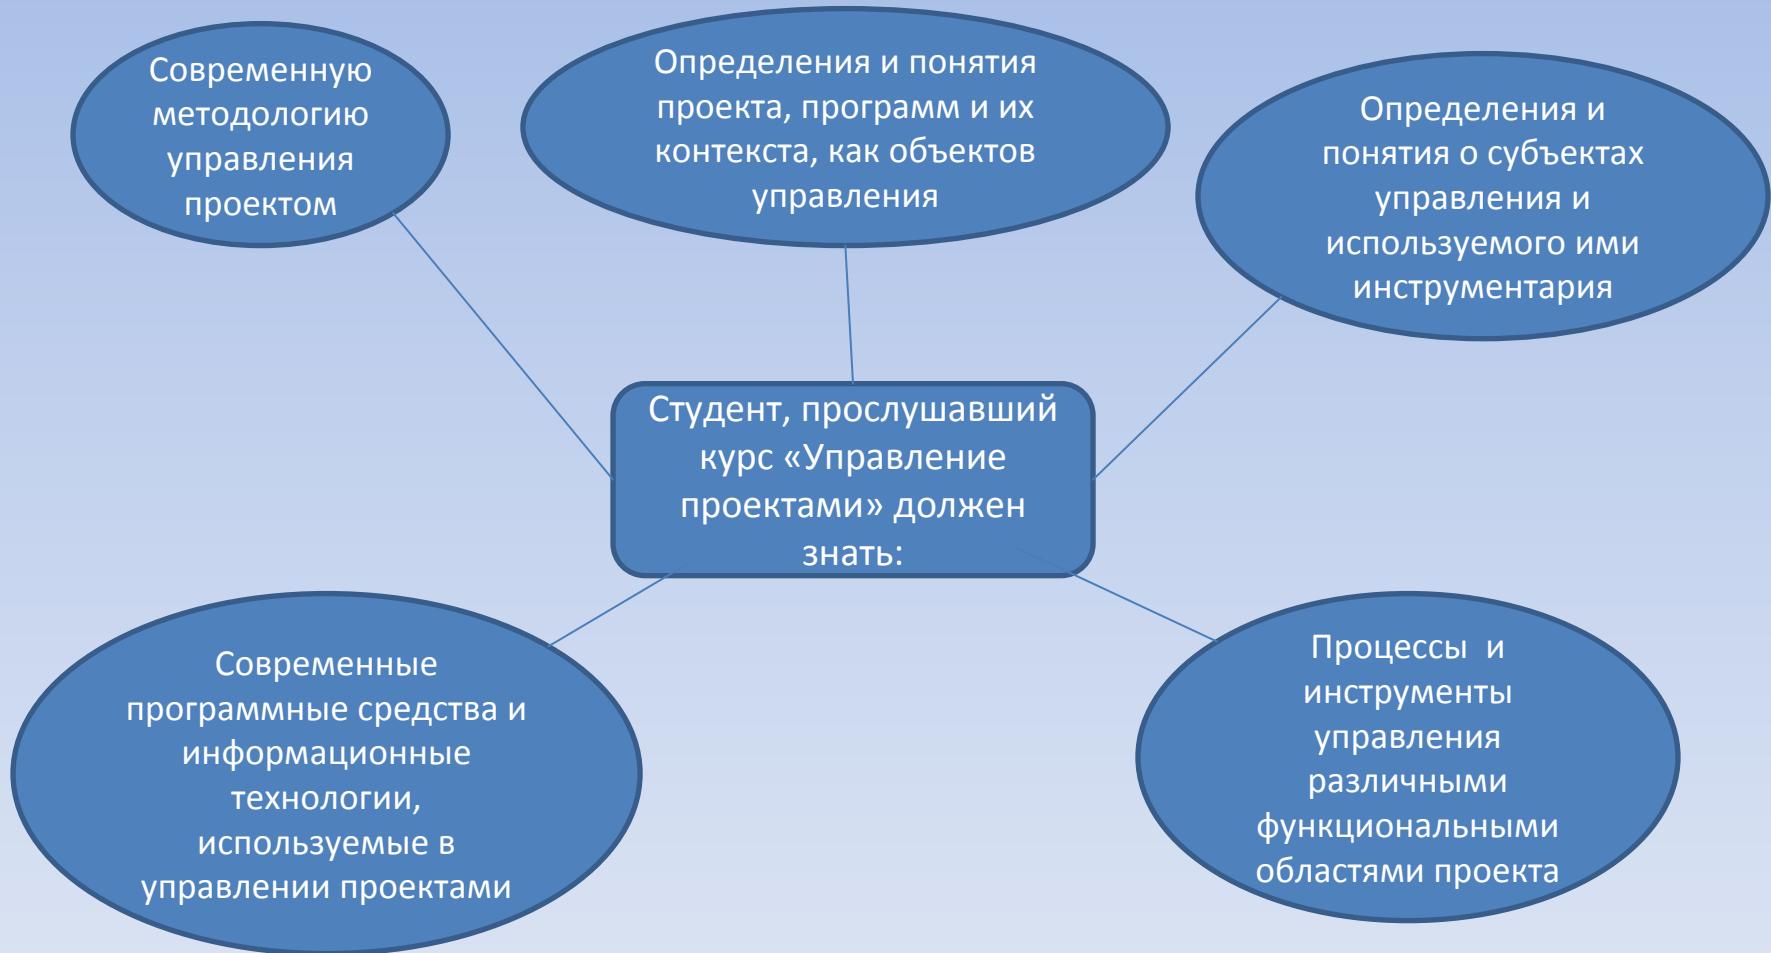 Современную
методологию
управления
проектом
Определения и понятия
проекта, программ и их
контекста, как объектов
управления
Определения и
понятия о субъектах
управления и
используемого ими
инструментария
Студент, прослушавший
курс «Управление
проектами» должен
знать:
Современные
программные средства и
информационные
технологии,
используемые в
управлении проектами
Процессы и
инструменты
управления
различными
функциональными
областями проекта